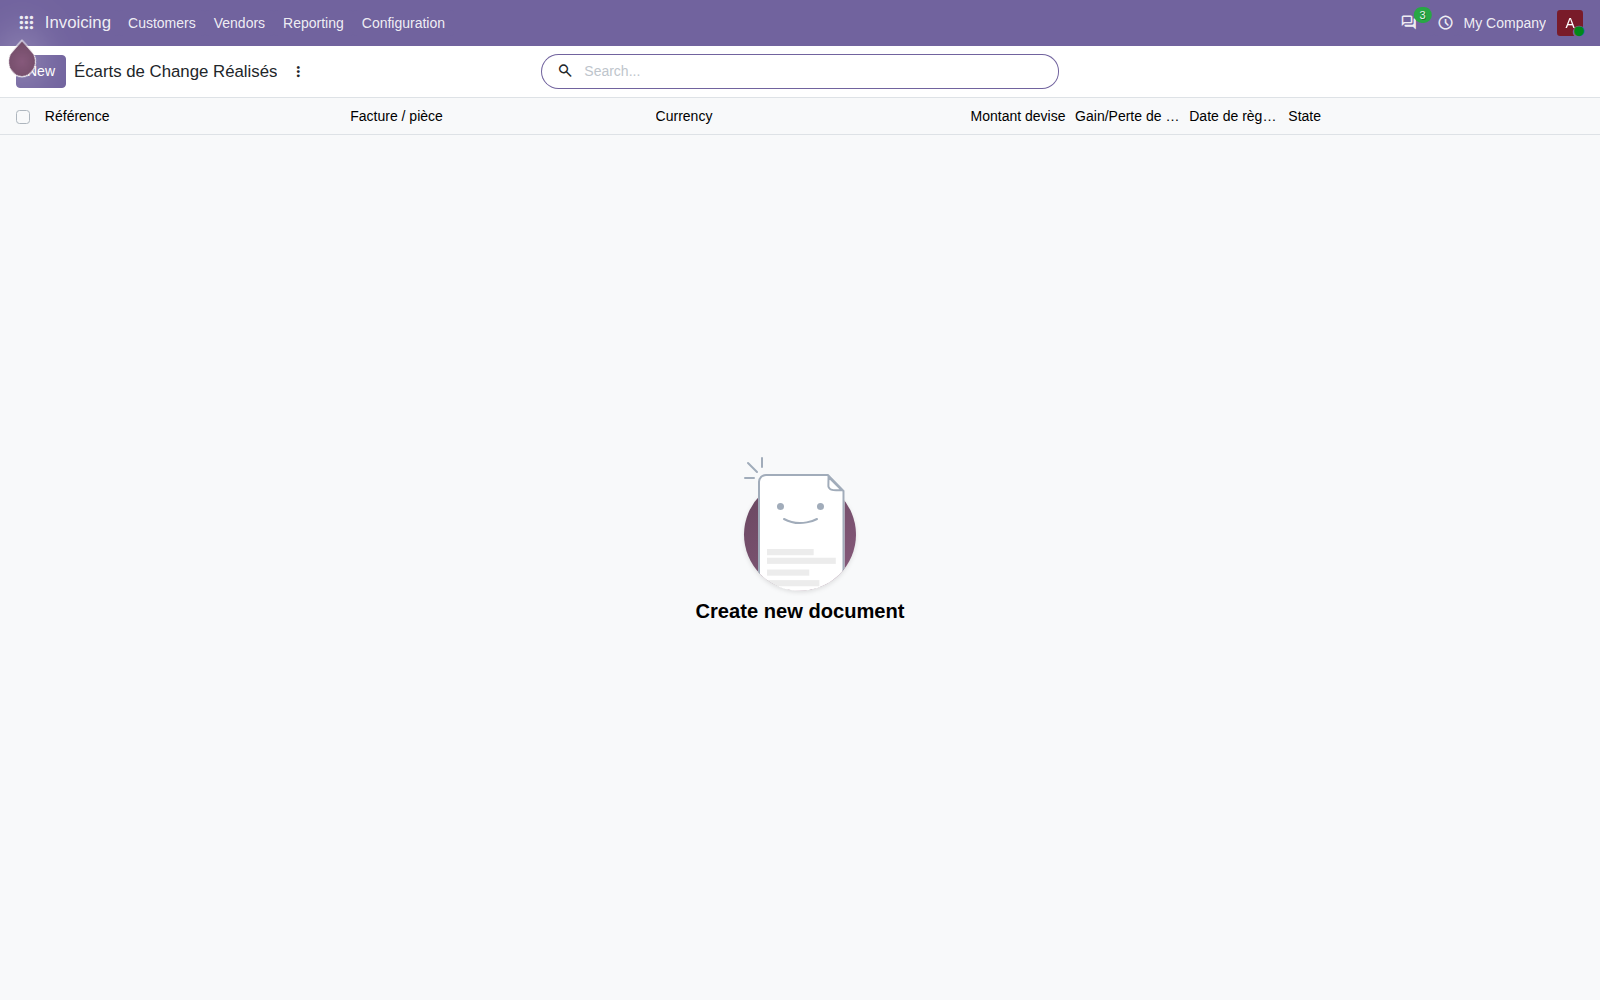 Invoicing Customers Vendors Reporting Configuration 3 My Company A
New Écarts de Change Réalisés Search...
Référence Facture / pièce Currency Montant devise Gain/Perte de ... Date de règ... State
Create new document